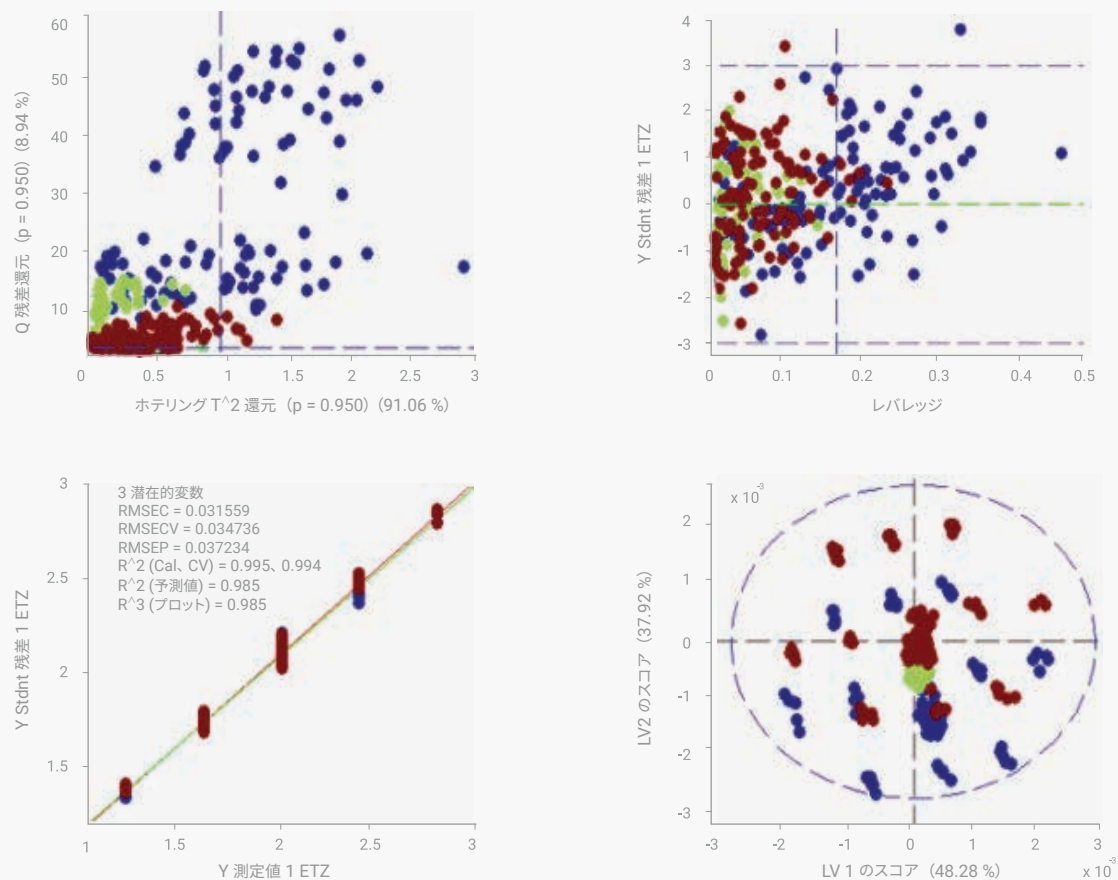 60
50
40
30
20
10
Q 残差還元（p = 0.950）(8.94 %)
0 0.5 1 1.5 2 2.5 3
ホテリング T^2 還元（p = 0.950）(91.06 %)
4
3
2
1
0
-1
-2
-3
Y Stdnt 残差 1 ETZ
0 0.1 0.2 0.3 0.4 0.5
レバレッジ
3
2.5
2
1.5
Y Stdnt 残差 1 ETZ
3 潜在的変数
RMSEC = 0.031559
RMSECV = 0.034736
RMSEP = 0.037234
R^2 (Cal、CV) = 0.995、0.994
R^2 (予測値) = 0.985
R^3 (プロット) = 0.985
1 1.5 2 2.5 3
Y 測定値 1 ETZ
x 10-3
2
1
0
-1
-2
-3
LV2 のスコア（37.92 %）
-3 -2 -1 0 1 2 3
LV 1 のスコア（48.28 %）
x 10-3